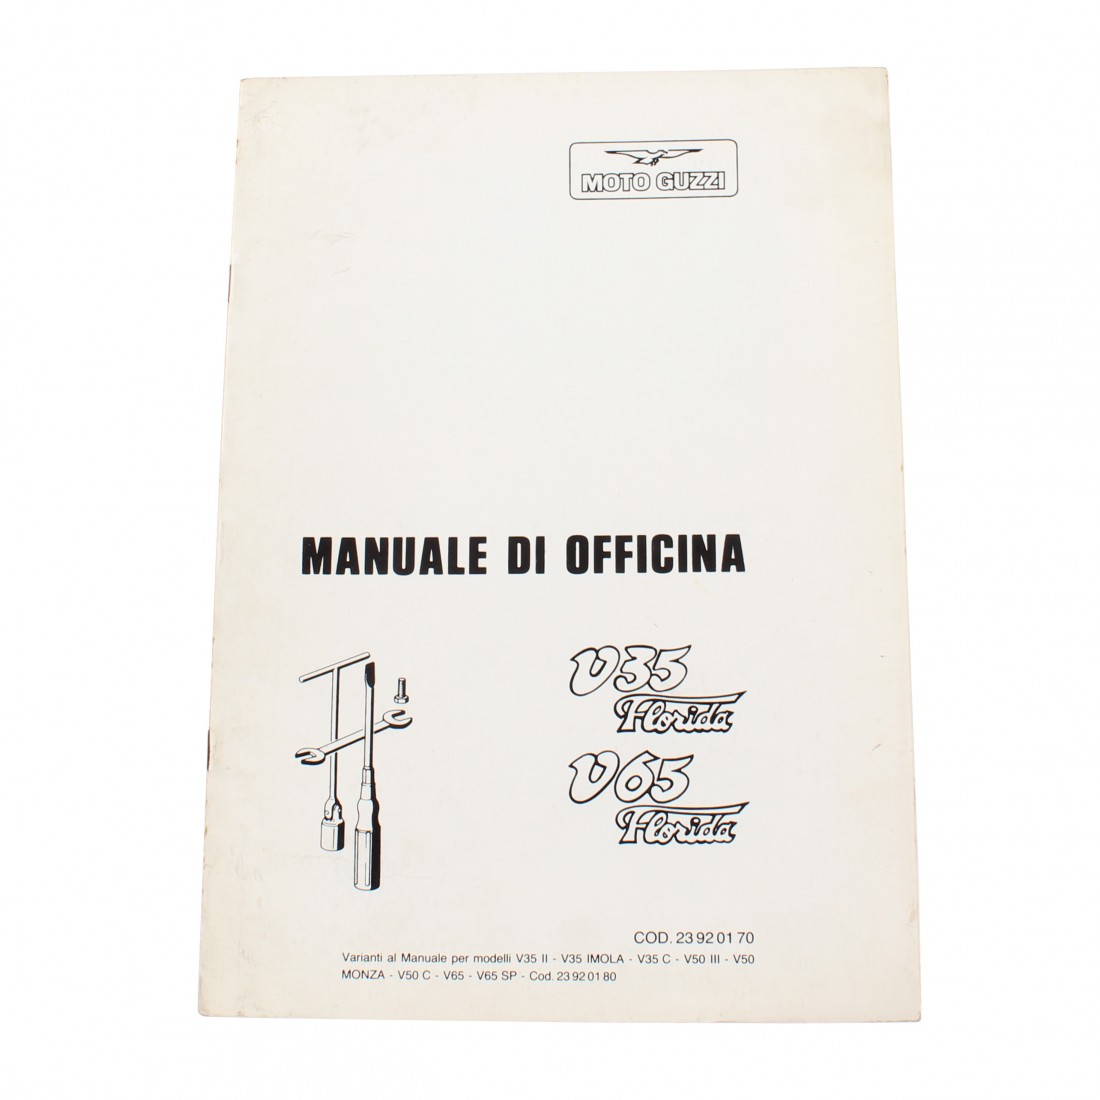 MOTO GUZZI
MANUALE DI OFFICINA
V35
Florida
V65
Florida
COD. 23 92 01 70
Varianti al Manuale per modelli V35 II - V35 IMOLA - V35 C - V50 III - V50
MONZA - V50 C - V65 - V65 SP - Cod. 23 92 01 80